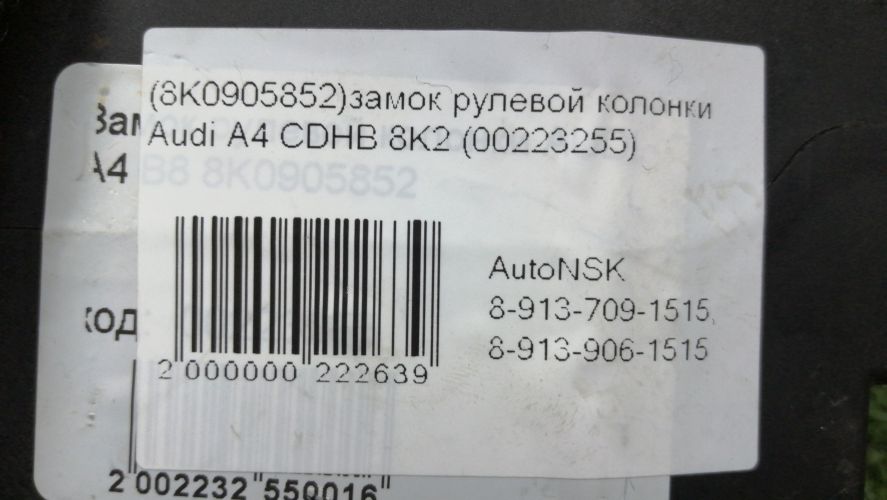 (8K0905852)замок рулевой колонки
Audi A4 CDHB 8K2 (00223255)
A4 B8 8K0905852
AutoNSK
8-913-709-1515,
8-913-906-1515
2 000000 222639
2 002232 550016